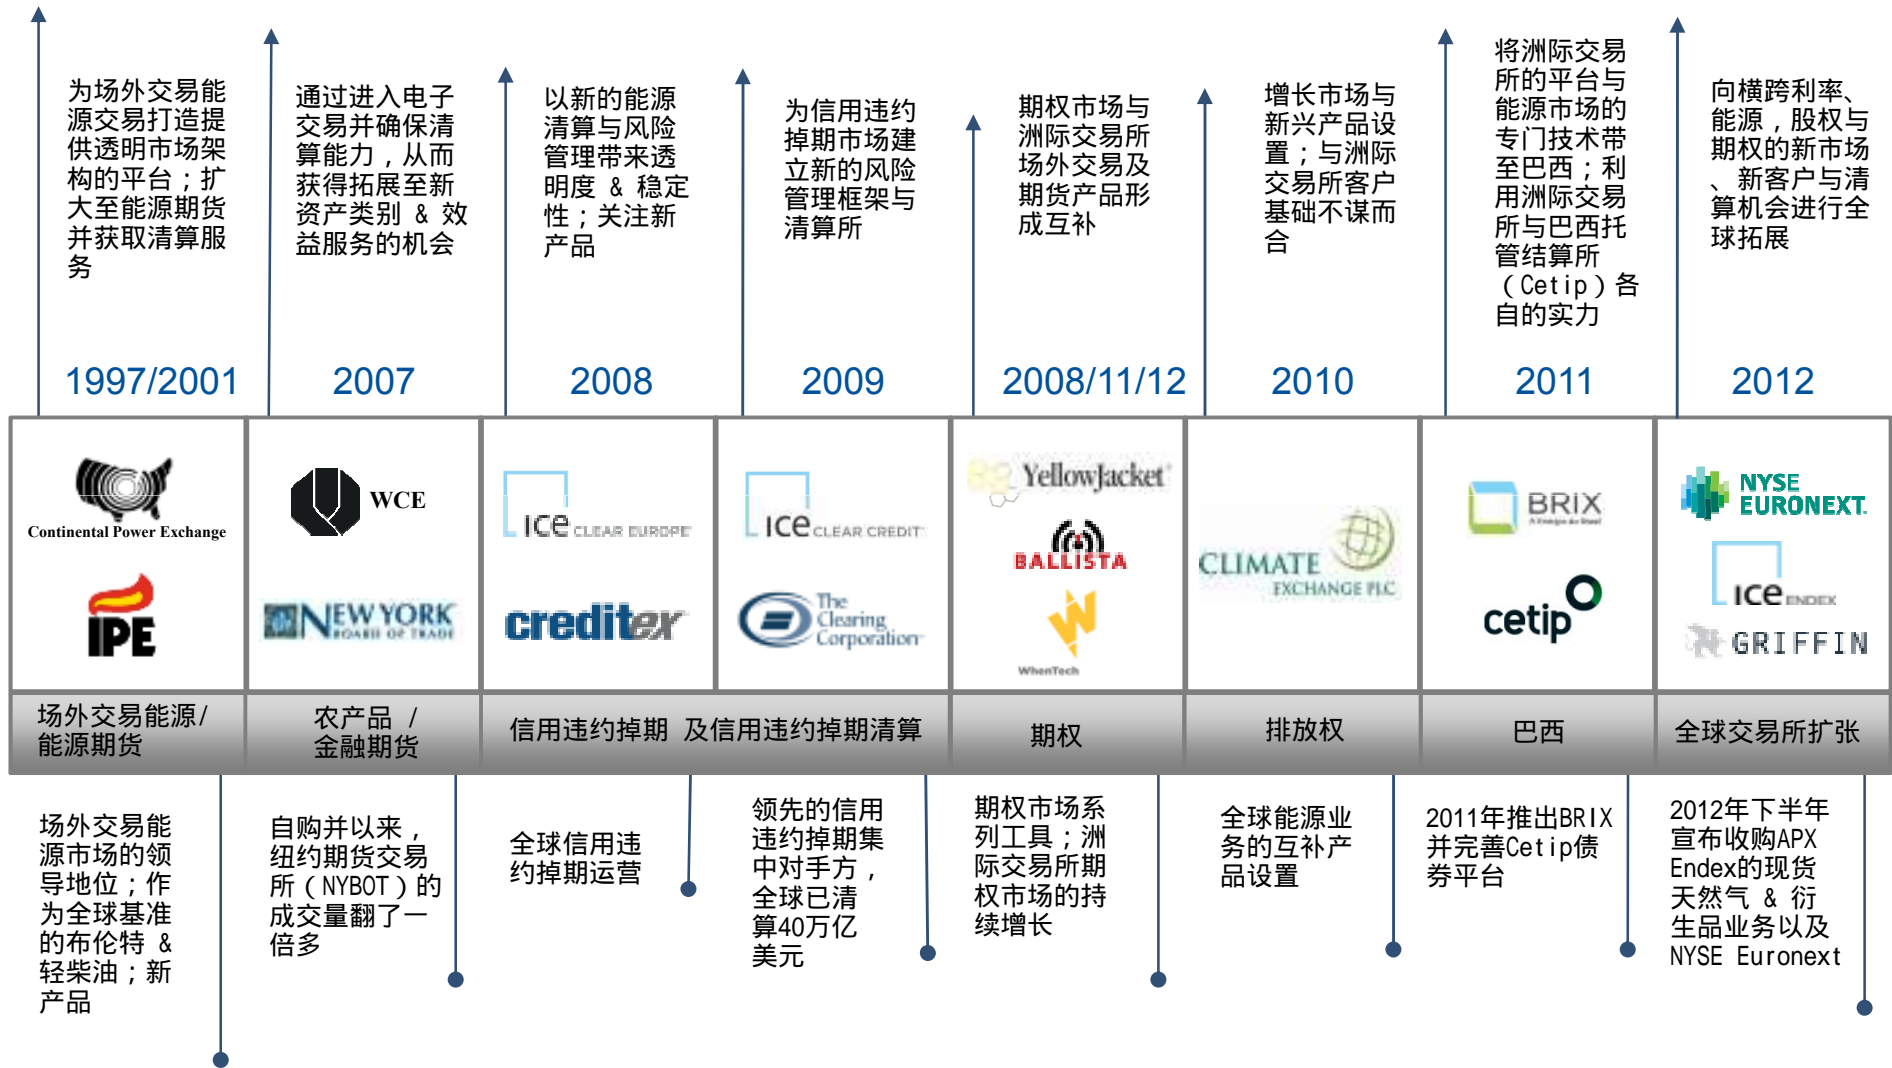 为场外交易能
源交易打造提
供透明市场架
构的平台；扩
大至能源期货
并获取清算服
务
通过进入电子
交易并确保清
算能力，从而
获得拓展至新
资产类别 & 效
益服务的机会
以新的能源
清算与风险
管理带来透
明度 & 稳定
性；关注新
产品
为信用违约
掉期市场建
立新的风险
管理框架与
清算所
期权市场与
洲际交易所
场外交易及
期货产品形
成互补
增长市场与
新兴产品设
置；与洲际
交易所客户
基础不谋而
合
将洲际交易
所的平台与
能源市场的
专门技术带
至巴西；利
用洲际交易
所与巴西托
管结算所
（Cetip）各
自的实力
向横跨利率、
能源，股权与
期权的新市场
、新客户与清
算机会进行全
球拓展
1997/2001
2007
2008
2009
2008/11/12
2010
2011
2012
Continental Power Exchange
IPE
WCE
NEW YORK
BOARD OF TRADE
ICE CLEAR EUROPE
creditex
ICE CLEAR CREDIT
The
Clearing
Corporation
YellowJacket
BALLISTA
WhenTech
CLIMATE
EXCHANGE PLC
BRIX
A Energia do Brasil
cetip
NYSE
EURONEXT.
ICE ENDEX
GRIFFIN
场外交易能源/
能源期货
农产品 /
金融期货
信用违约掉期 及信用违约掉期清算
期权
排放权
巴西
全球交易所扩张
场外交易能
源市场的领
导地位；作
为全球基准
的布伦特 &
轻柴油；新
产品
自购并以来，
纽约期货交易
所（NYBOT）的
成交量翻了一
倍多
全球信用违
约掉期运营
领先的信用
违约掉期集
中对手方，
全球已清
算40万亿
美元
期权市场系
列工具；洲
际交易所期
权市场的持
续增长
全球能源业
务的互补产
品设置
2011年推出BRIX
并完善Cetip债
券平台
2012年下半年
宣布收购APX
Endex的现货
天然气 & 衍
生品业务以及
NYSE Euronext